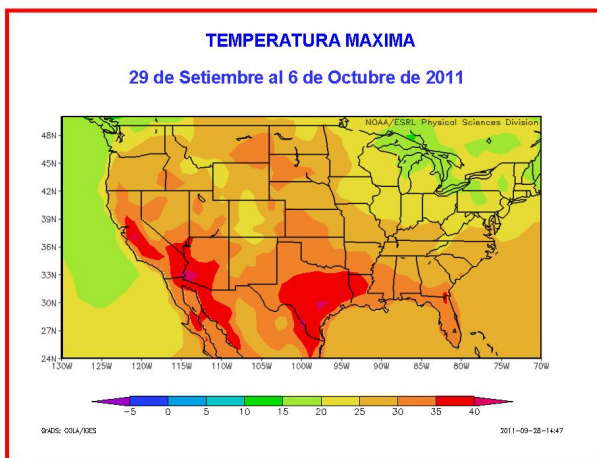 TEMPERATURA MAXIMA
29 de Setiembre al 6 de Octubre de 2011
NOAA/ESRL Physical Sciences Division
48N
45N
42N
39N
36N
33N
30N
27N
24N
130W 125W 120W 115W 110W 105W 100W 95W 90W 85W 80W 75W 70W
-5 0 5 10 15 20 25 30 35 40
GrADS: COLA/IGES 2011-09-28-14:47